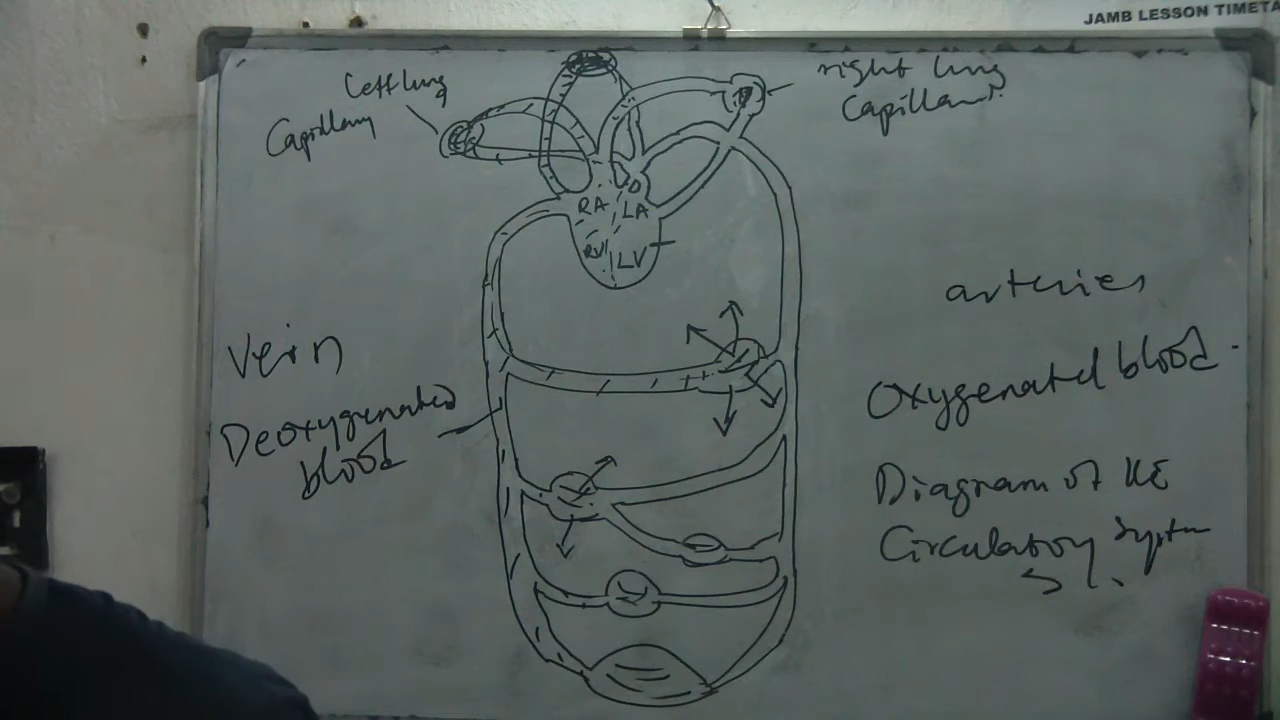 JAMB LESSON TIMETA
Left lung
Capillary
right lung
Capillary
RA
LA
RV
LV
Vein
Deoxygenated
blood
arteries
Oxygenated blood
Diagram of the
Circulatory System